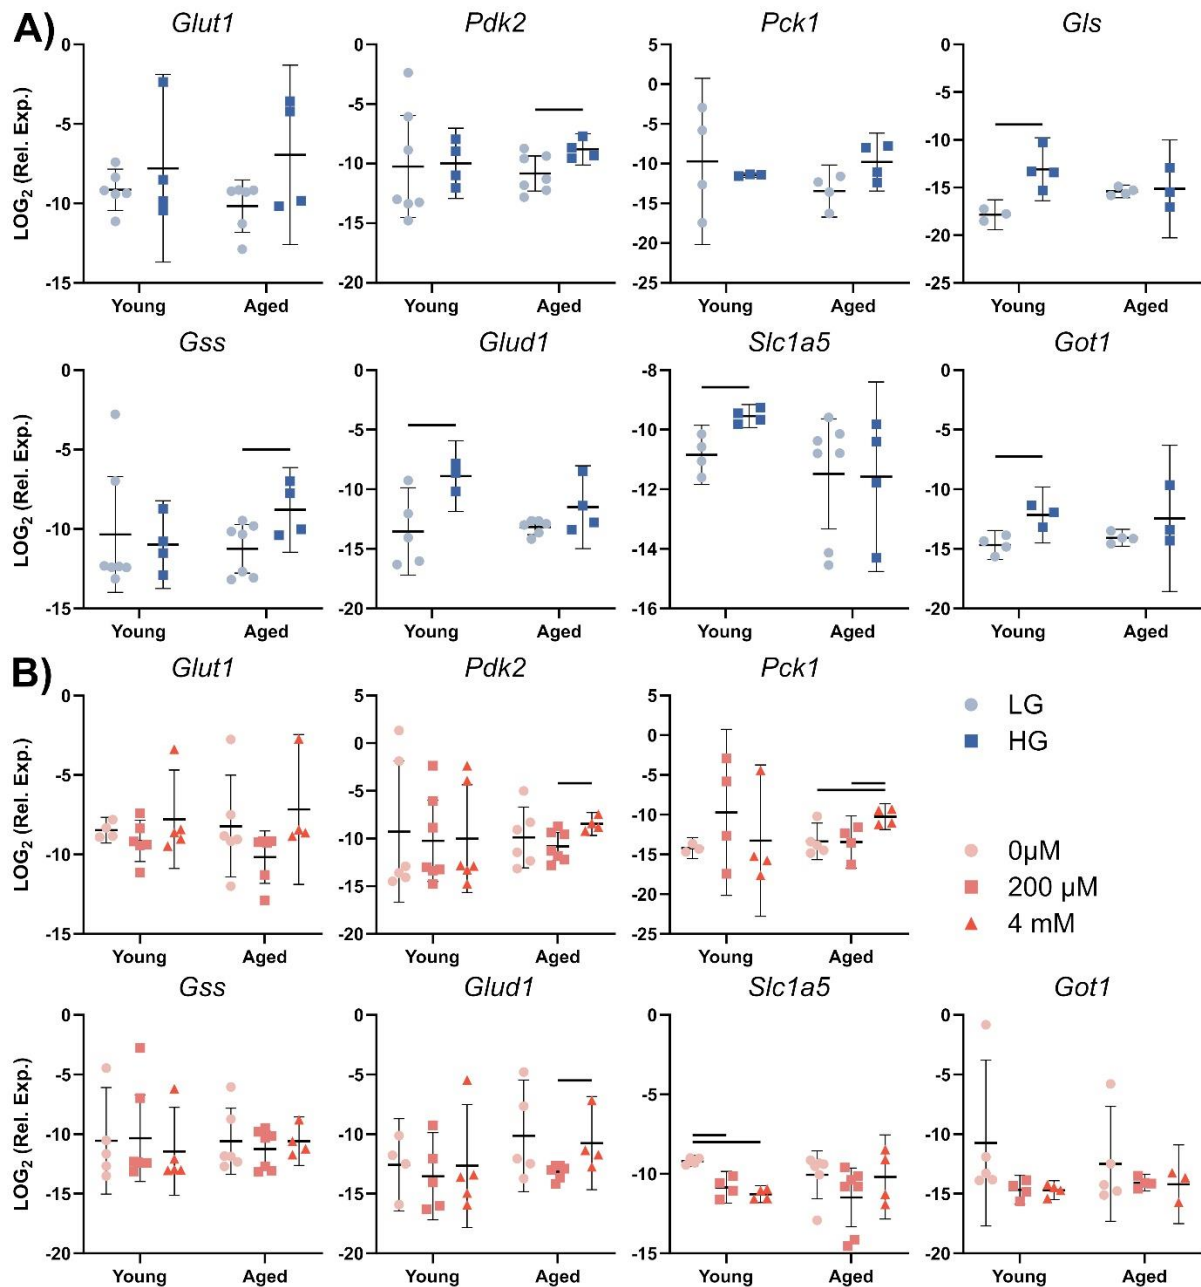 A)
Glut1 Pdk2 Pck1 Gls
LOG2 (Rel. Exp.)
0 0 5 -5
-5 0
-5 -5 -10
-10 -10 -10 -15
-15 -15 -20
-20
-15 -20 -25 -25
Young Aged Young Aged Young Aged Young Aged
Gss Glud1 Slc1a5 Got1
LOG2 (Rel. Exp.)
0 0 -8 0
-5 -5 -10 -5
-10 -10 -12 -10
-15 -14 -15
-15 -20 -16 -20
Young Aged Young Aged Young Aged Young Aged
B)
Glut1 Pdk2 Pck1
LOG2 (Rel. Exp.)
0 5 5
0 0
-5 -5 -5
-10 -10 -10
-15 -15
-20
-15 -20 -25
Young Aged Young Aged Young Aged
LG
HG
0µM
200 µM
4 mM
Gss Glud1 Slc1a5 Got1
LOG2 (Rel. Exp.)
0 0 0 0
-5 -5 -5 -5
-10 -10 -10 -10
-15 -15 -15
-20 -20 -15 -20
Young Aged Young Aged Young Aged Young Aged